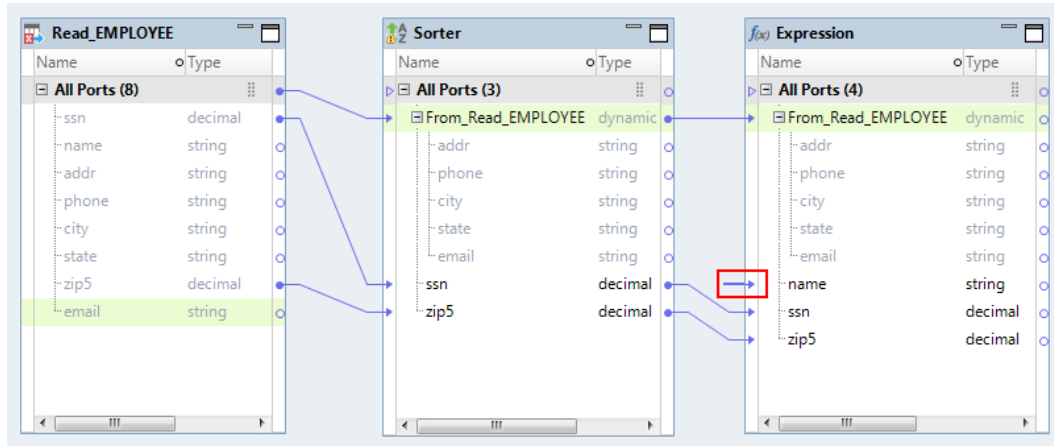 Read_EMPLOYEE
Name Type
All Ports (8)
ssn decimal
name string
addr string
phone string
city string
state string
zip5 decimal
email string
Sorter
Name Type
All Ports (3)
From_Read_EMPLOYEE dynamic
addr string
phone string
city string
state string
email string
ssn decimal
zip5 decimal
f(x) Expression
Name Type
All Ports (4)
From_Read_EMPLOYEE dynamic
addr string
phone string
city string
state string
email string
name string
ssn decimal
zip5 decimal